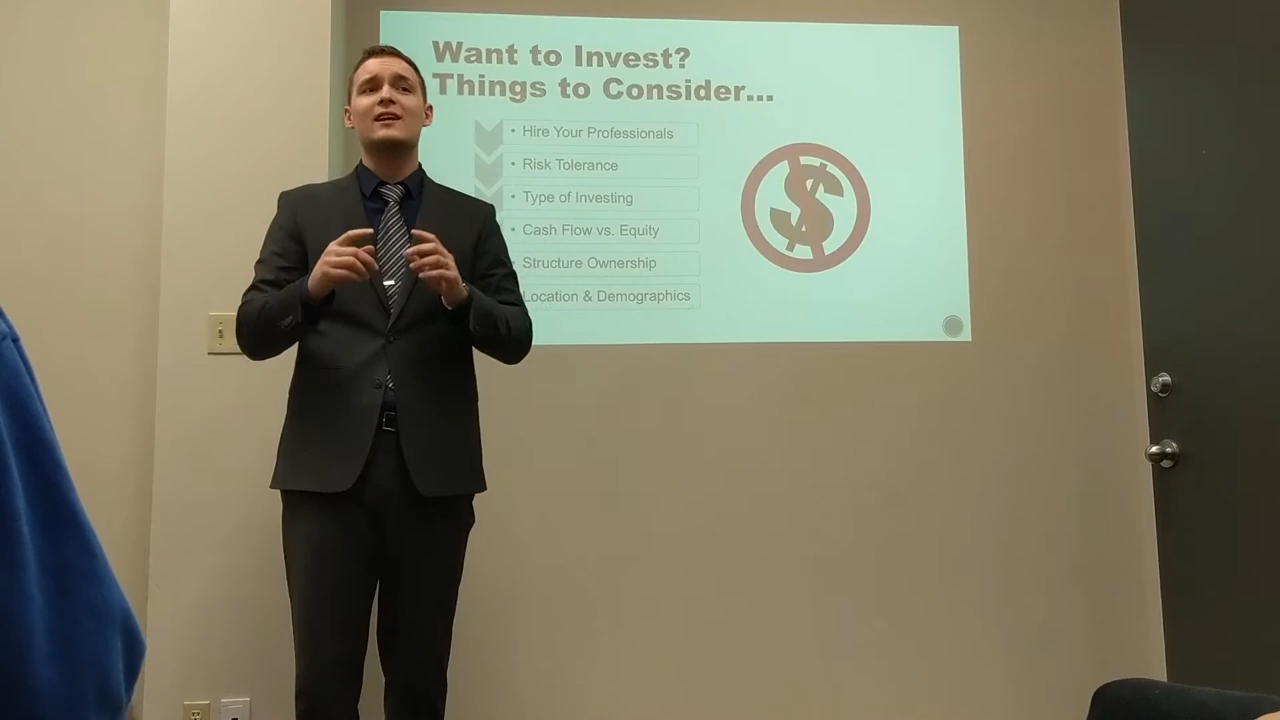 Want to Invest?
Things to Consider...
• Hire Your Professionals
• Risk Tolerance
• Type of Investing
• Cash Flow vs. Equity
• Structure Ownership
Location & Demographics
$